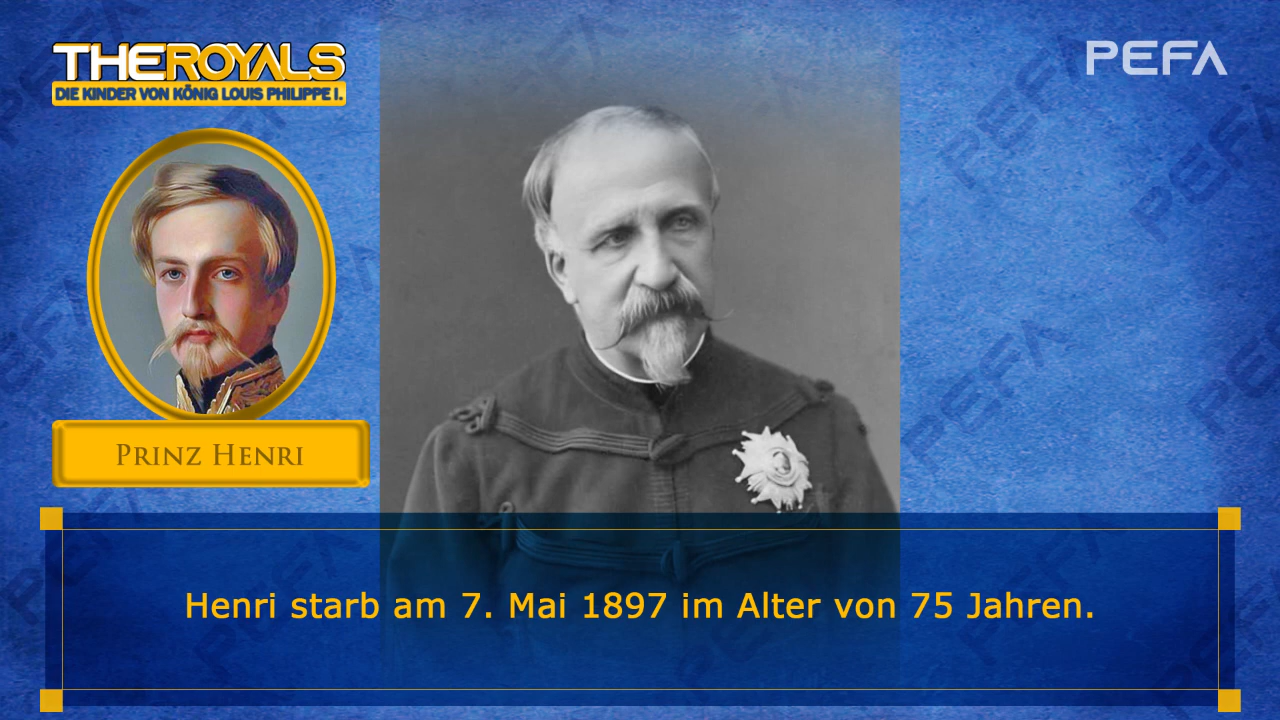 THEROYALS
DIE KINDER VON KÖNIG LOUIS PHILIPPE I.
PEFA
PRINZ HENRI
Henri starb am 7. Mai 1897 im Alter von 75 Jahren.